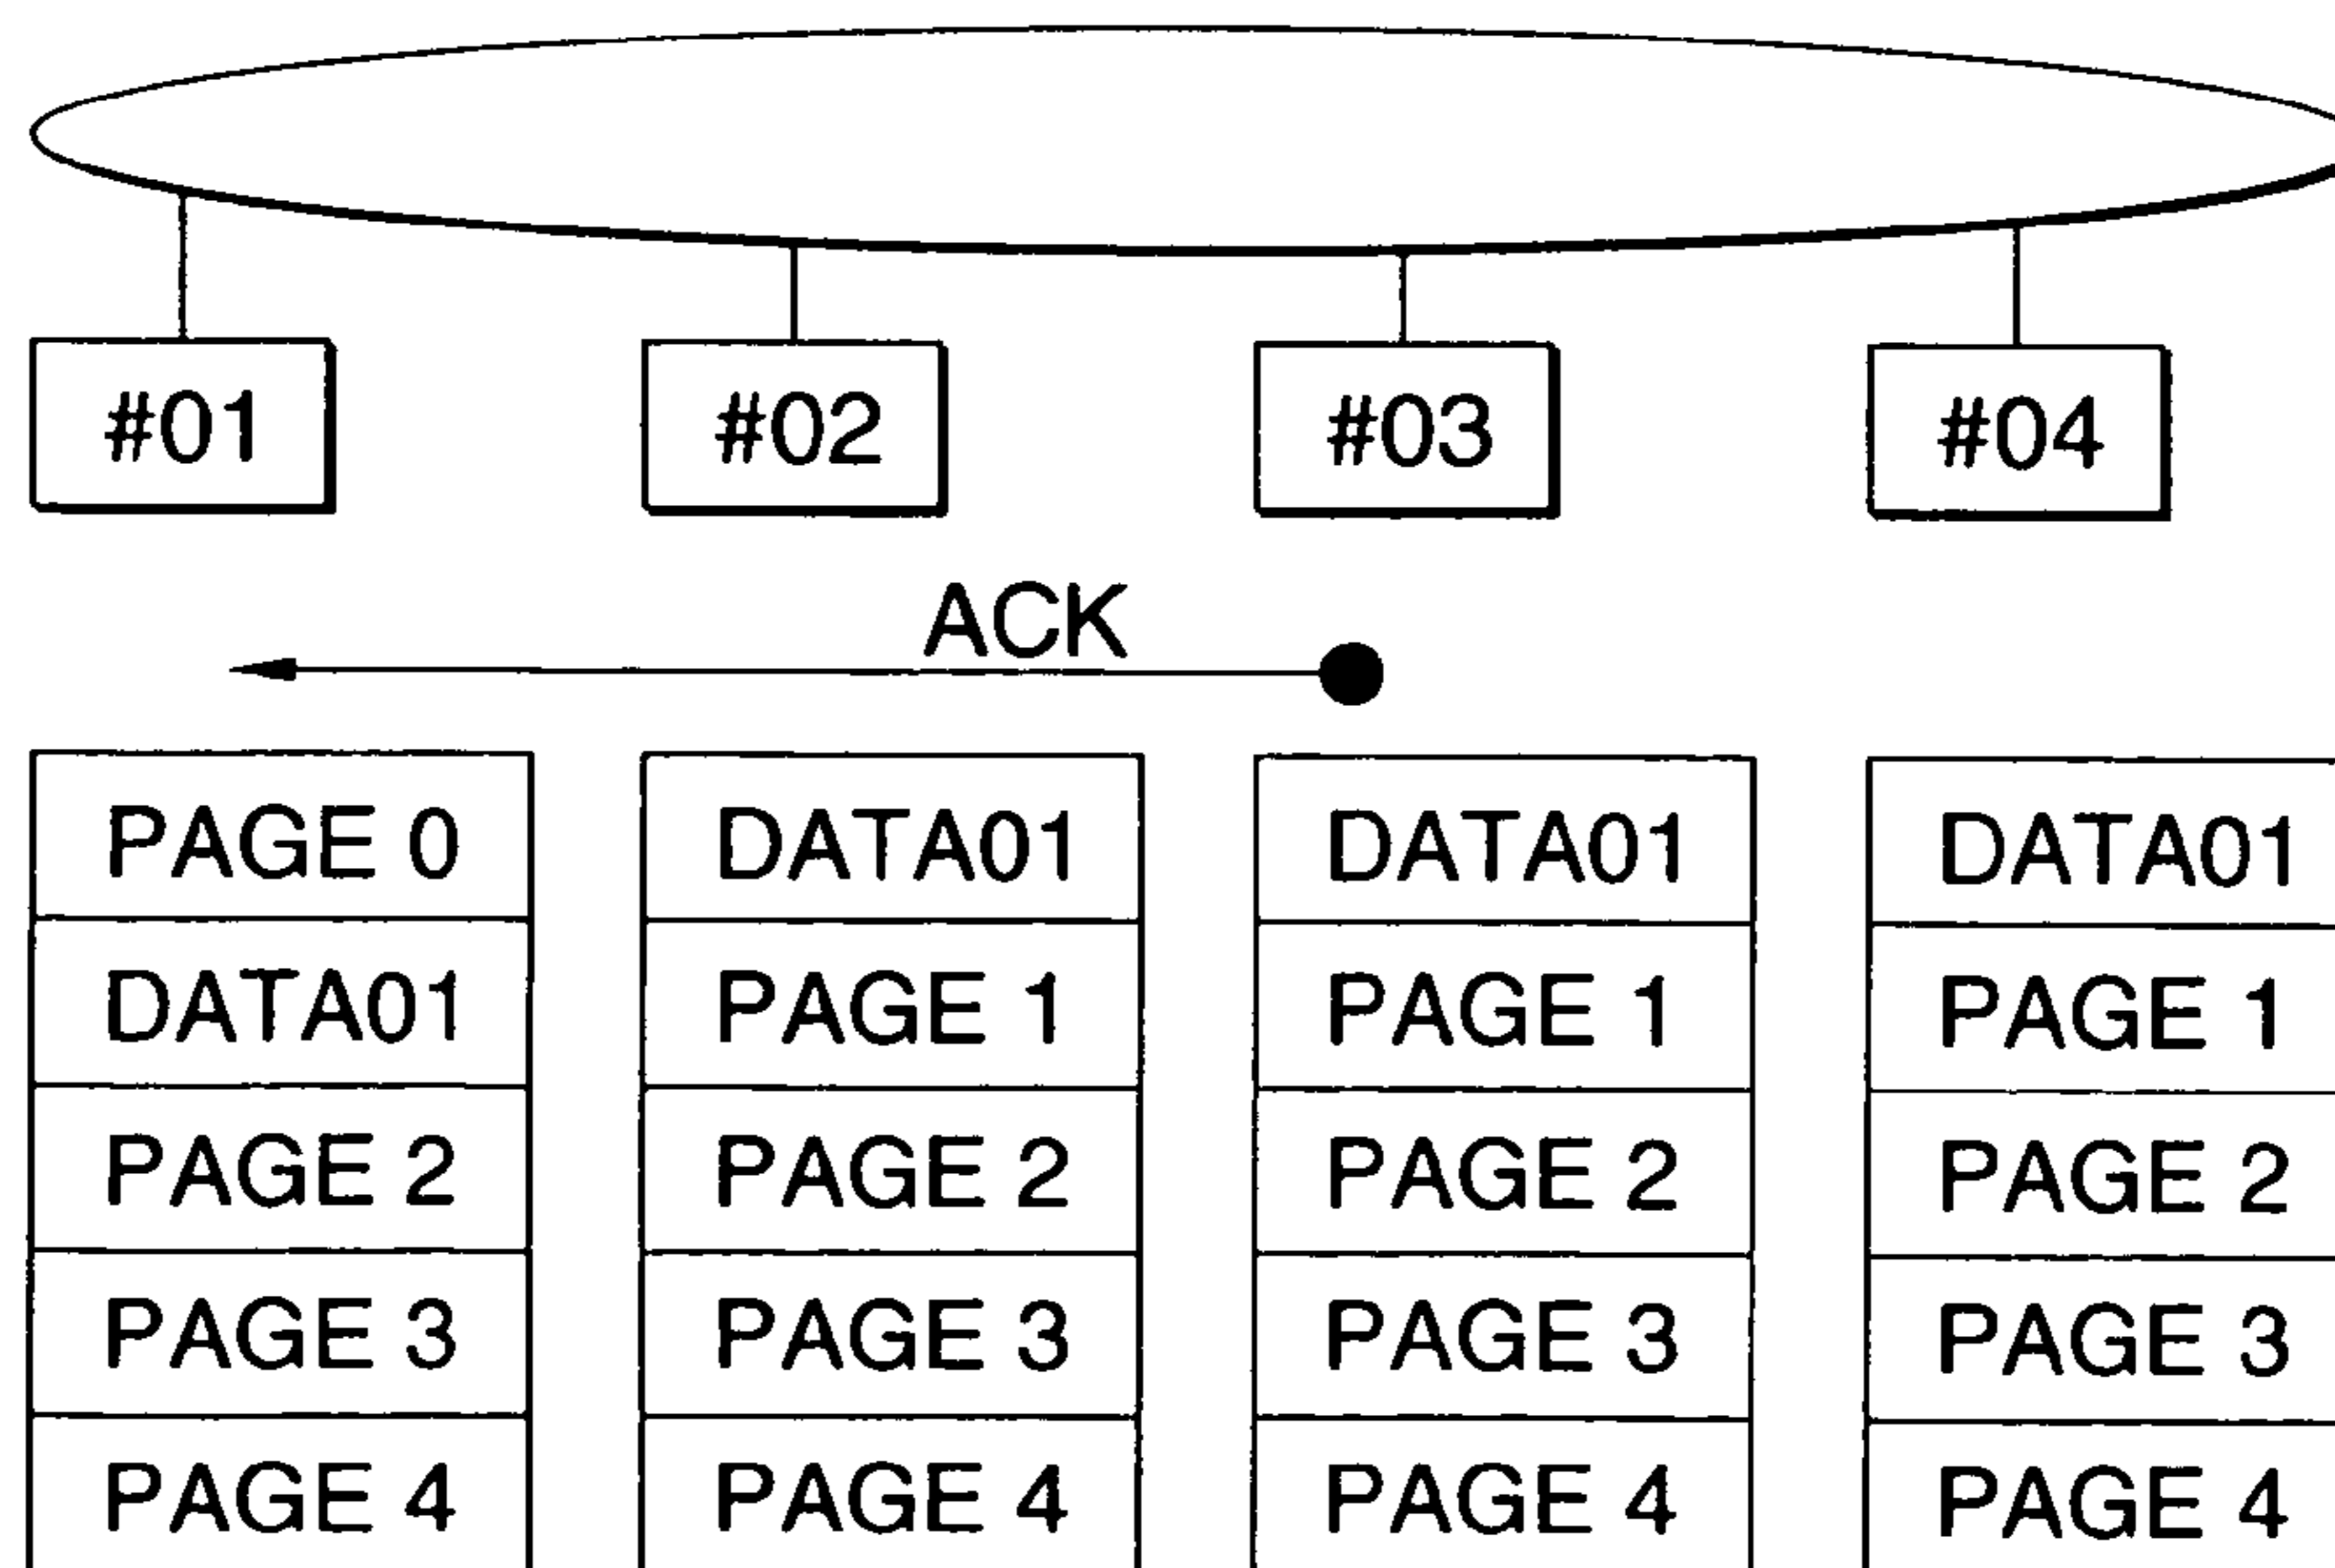 #01 #02 #03 #04
ACK
PAGE 0 DATA01 DATA01 DATA01
DATA01 PAGE 1 PAGE 1 PAGE 1
PAGE 2 PAGE 2 PAGE 2 PAGE 2
PAGE 3 PAGE 3 PAGE 3 PAGE 3
PAGE 4 PAGE 4 PAGE 4 PAGE 4